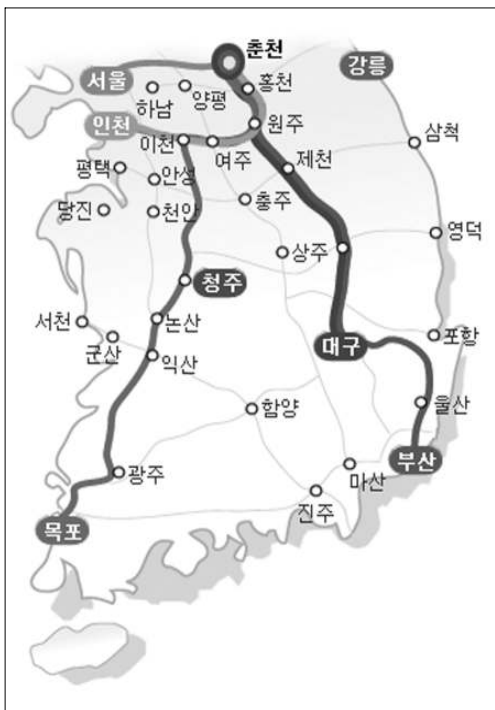 춘천
강릉
서울
홍천
하남
양평
인천
원주
삼척
이천
여주
제천
평택
안성
당진
천안
충주
영덕
상주
청주
서천
논산
포항
군산
대구
익산
함양
울산
부산
광주
마산
진주
목포